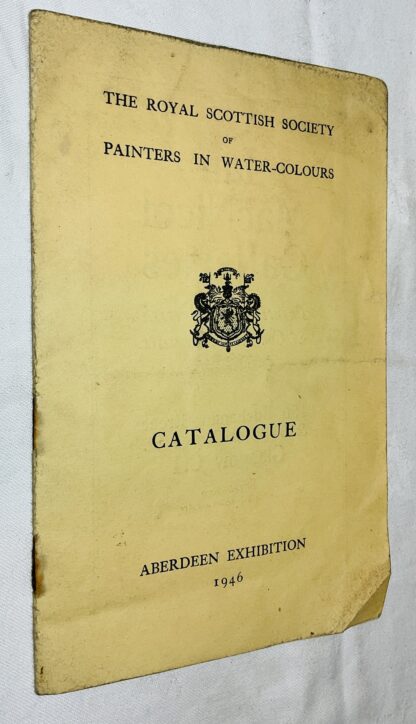 THE ROYAL SCOTTISH SOCIETY
OF
PAINTERS IN WATER-COLOURS
CATALOGUE
ABERDEEN EXHIBITION
1946